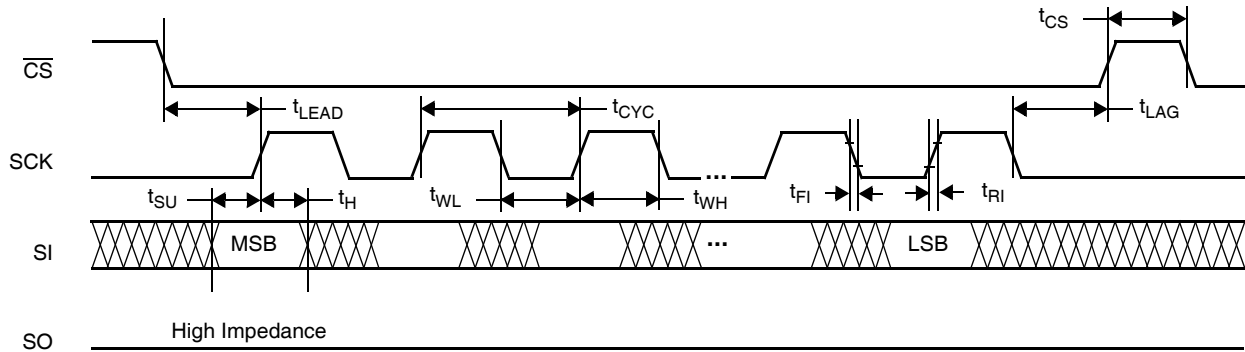 tCS
CS
tLEAD
tCYC
tLAG
SCK
...
tSU
tH
tWL
tWH
tFI
tRI
SI
MSB
...
LSB
High Impedance
SO